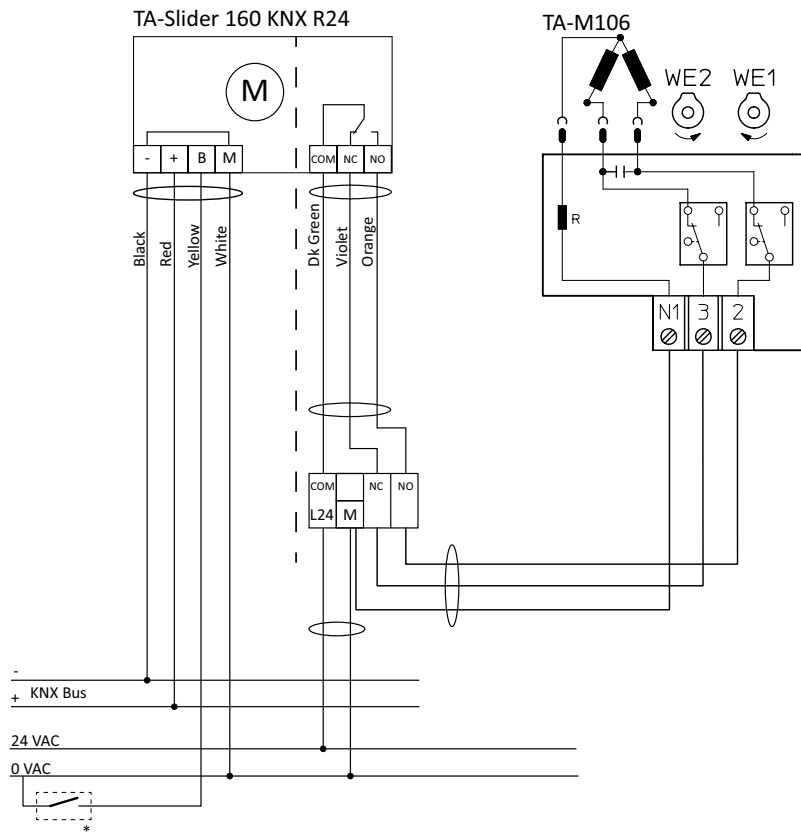 TA-Slider 160 KNX R24
TA-M106
M
WE2 WE1
- + B M
COM NC NO
R
Black
Red
Yellow
White
Dk Green
Violet
Orange
N1 3 2
COM NC NO
L24 M
-
+ KNX Bus
24 VAC
0 VAC
*